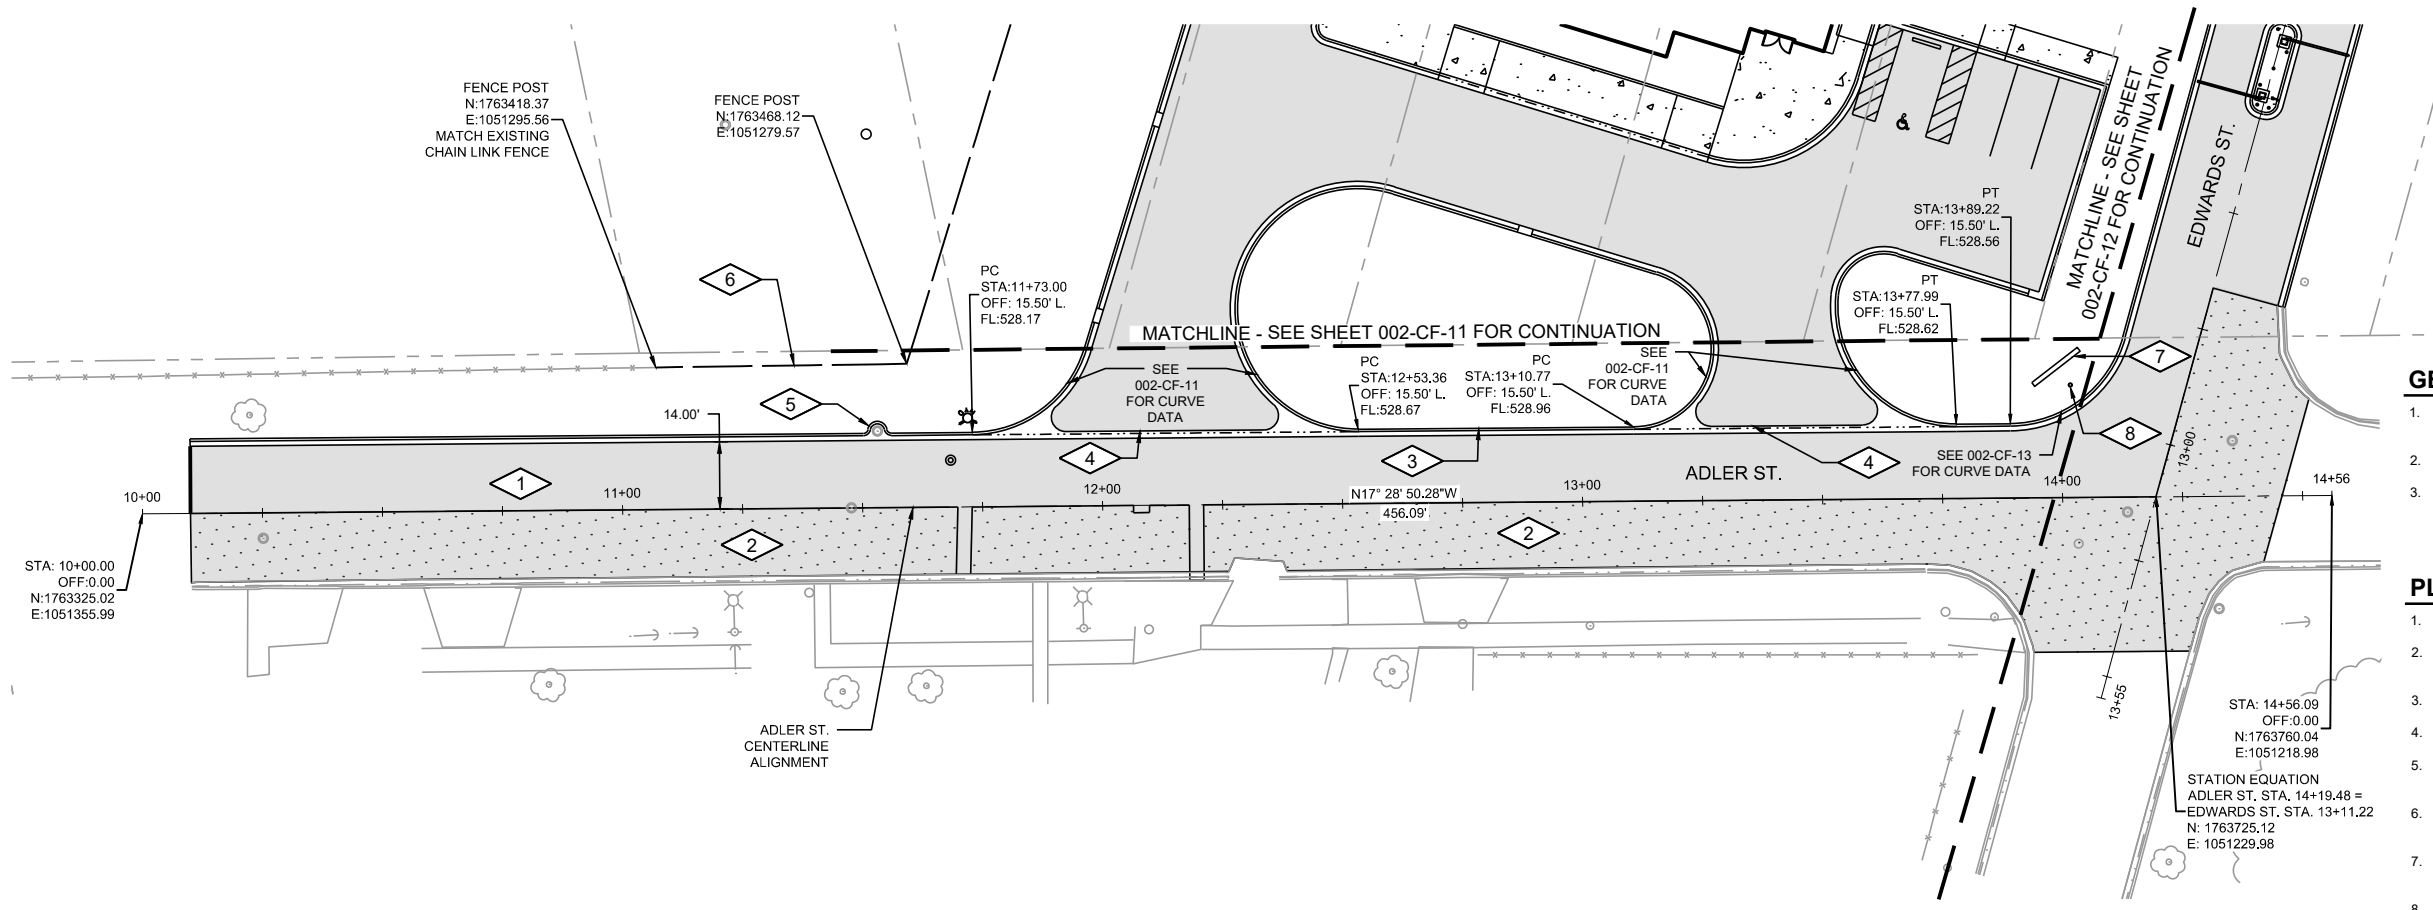 FENCE POST
N:1763418.37
E:1051295.56
MATCH EXISTING
CHAIN LINK FENCE
FENCE POST
N:1763468.12
E:1051279.57
6
5
14.00'
PC
STA:11+73.00
OFF: 15.50' L.
FL:528.17
MATCHLINE - SEE SHEET 002-CF-11 FOR CONTINUATION
SEE
002-CF-11
FOR CURVE
DATA
PC
STA:12+53.36
OFF: 15.50' L.
FL:528.67
PC
STA:13+10.77
OFF: 15.50' L.
FL:528.96
SEE
002-CF-11
FOR CURVE
DATA
PT
STA:13+77.99
OFF: 15.50' L.
FL:528.62
PT
STA:13+89.22
OFF: 15.50' L.
FL:528.56
MATCHLINE - SEE SHEET
002-CF-12 FOR CONTINUATION
EDWARDS ST.
7
8
SEE 002-CF-13
FOR CURVE DATA
4
3
4
1
ADLER ST.
10+00
11+00
12+00
13+00
14+00
14+56
13+00
13+55
N17° 28' 50.28"W
456.09'
2
2
STA: 10+00.00
OFF:0.00
N:1763325.02
E:1051355.99
ADLER ST.
CENTERLINE
ALIGNMENT
STA: 14+56.09
OFF:0.00
N:1763760.04
E:1051218.98
STATION EQUATION
ADLER ST. STA. 14+19.48 =
EDWARDS ST. STA. 13+11.22
N: 1763725.12
E: 1051229.98
GE
1.
2.
3.
PL
1.
2.
3.
4.
5.
6.
7.
8.